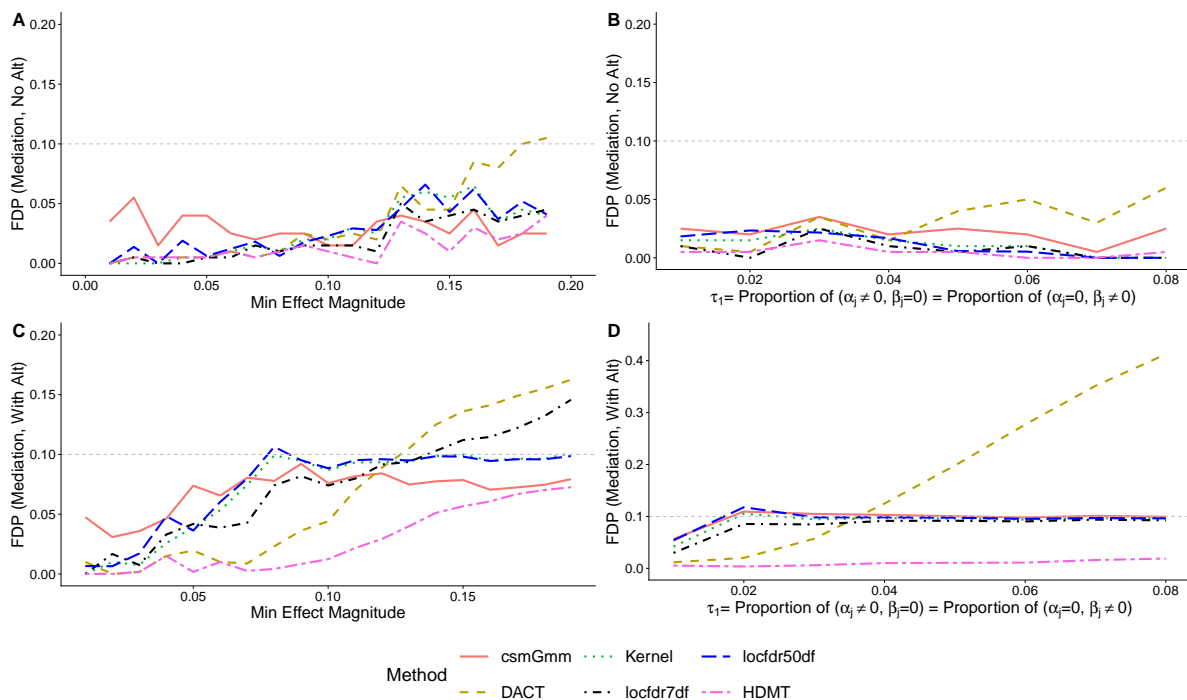 A
FDP (Mediation, No Alt)
0.20
0.15
0.10
0.05
0.00
0.00 0.05 0.10 0.15 0.20
Min Effect Magnitude
B
FDP (Mediation, No Alt)
0.20
0.15
0.10
0.05
0.00
0.02 0.04 0.06 0.08
τ1= Proportion of (αj ≠ 0, βj=0) = Proportion of (αj=0, βj ≠ 0)
C
FDP (Mediation, With Alt)
0.20
0.15
0.10
0.05
0.00
0.05 0.10 0.15
Min Effect Magnitude
D
FDP (Mediation, With Alt)
0.4
0.3
0.2
0.1
0.0
0.02 0.04 0.06 0.08
τ1= Proportion of (αj ≠ 0, βj=0) = Proportion of (αj=0, βj ≠ 0)
Method
csmGmm Kernel locfdr50df
DACT locfdr7df HDMT